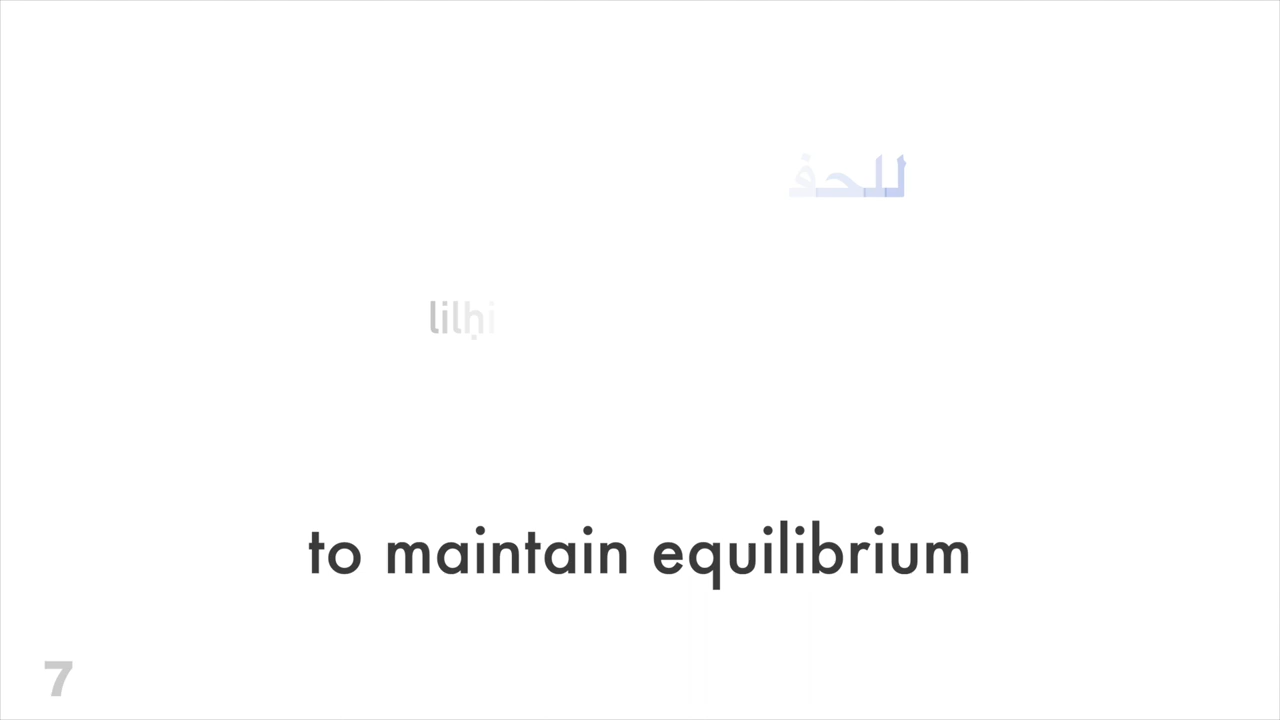 للحف
lilḥi
to maintain equilibrium
7